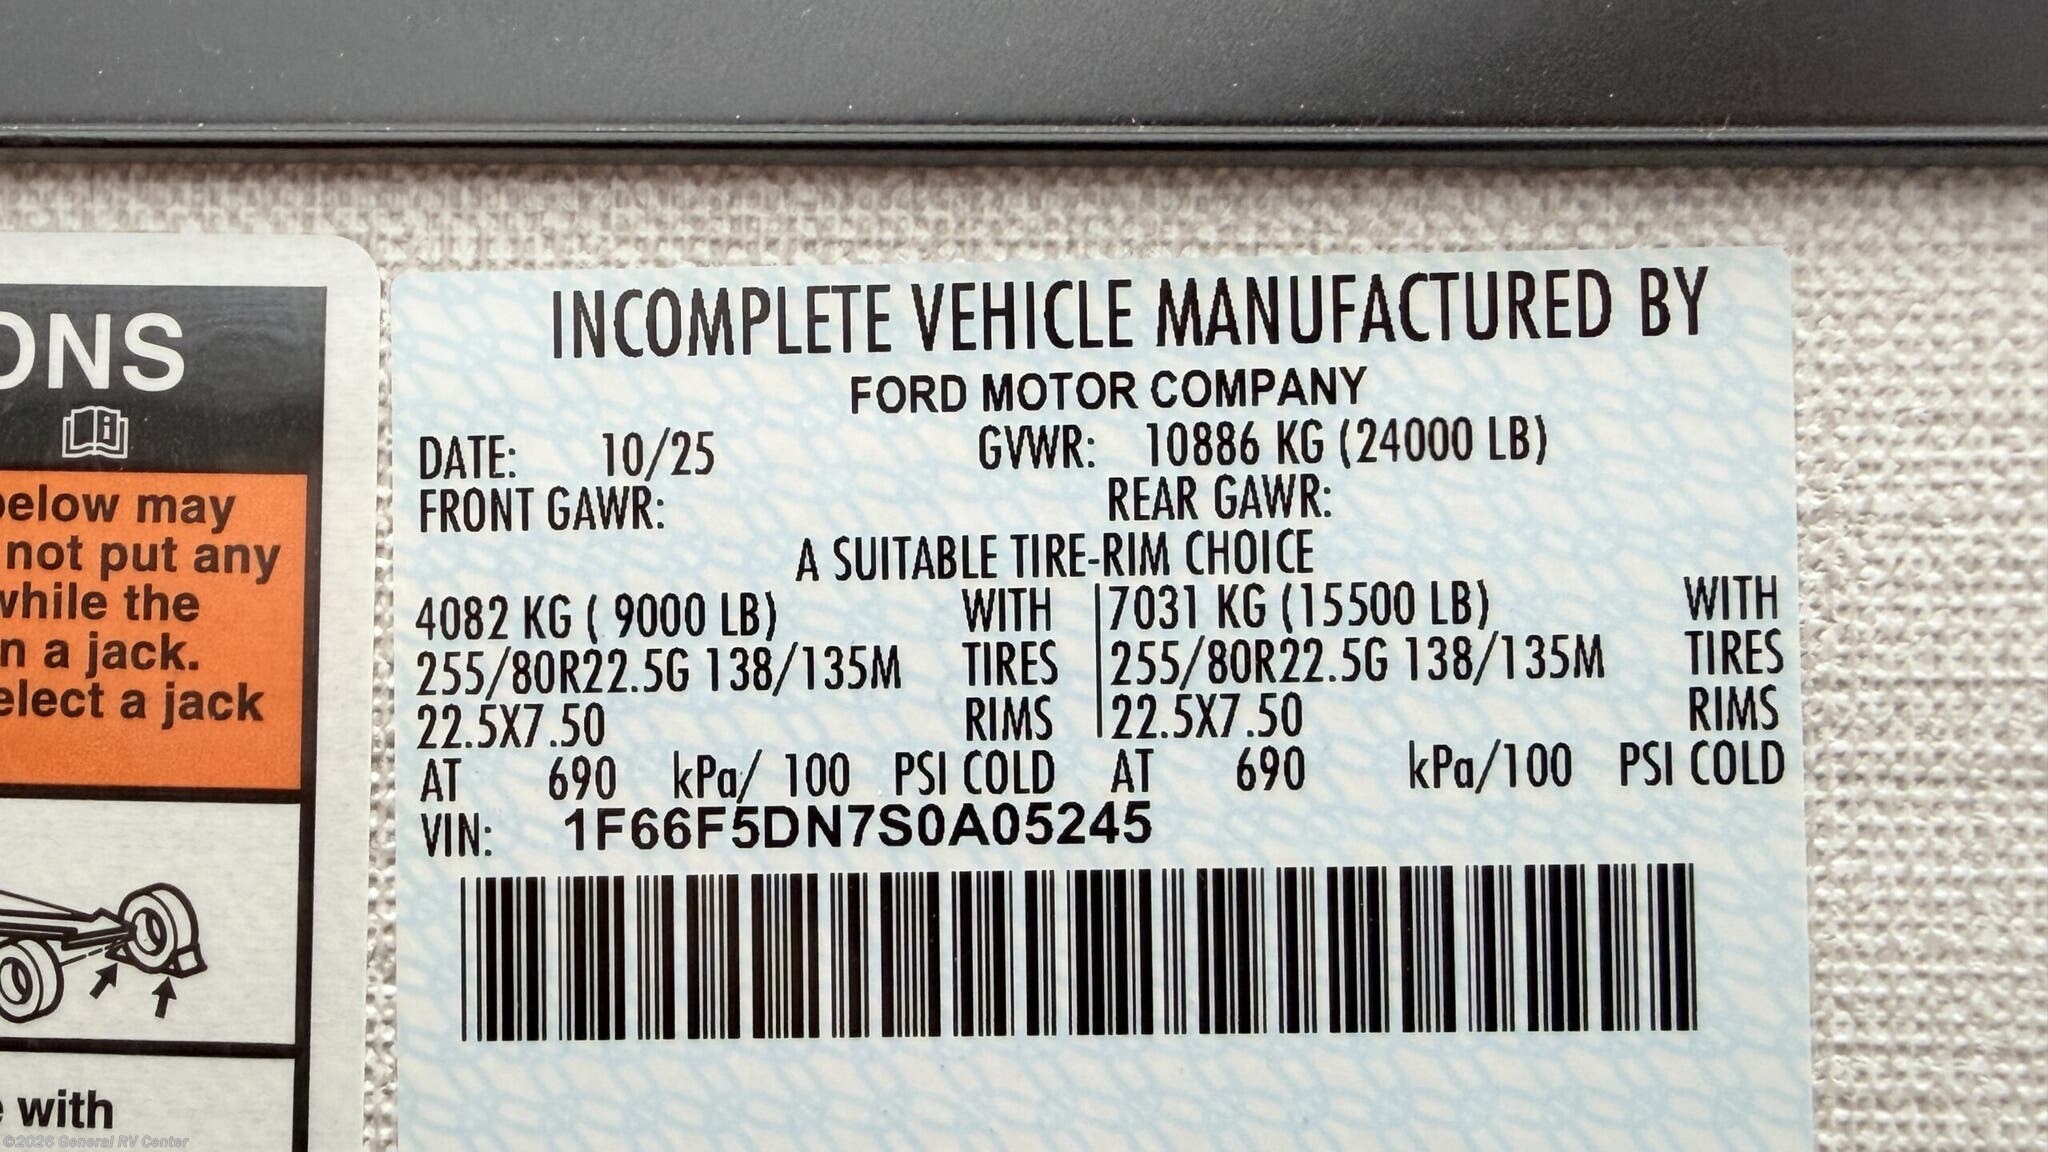 ONS
elow may
not put any
while the
n a jack.
elect a jack
with
INCOMPLETE VEHICLE MANUFACTURED BY
FORD MOTOR COMPANY
DATE: 10/25 GVWR: 10886 KG (24000 LB)
FRONT GAWR: REAR GAWR:
A SUITABLE TIRE-RIM CHOICE
4082 KG ( 9000 LB) WITH 7031 KG (15500 LB) WITH
255/80R22.5G 138/135M TIRES 255/80R22.5G 138/135M TIRES
22.5X7.50 RIMS 22.5X7.50 RIMS
AT 690 kPa/ 100 PSI COLD AT 690 kPa/100 PSI COLD
VIN: 1F66F5DN7S0A05245
©2026 General RV Center